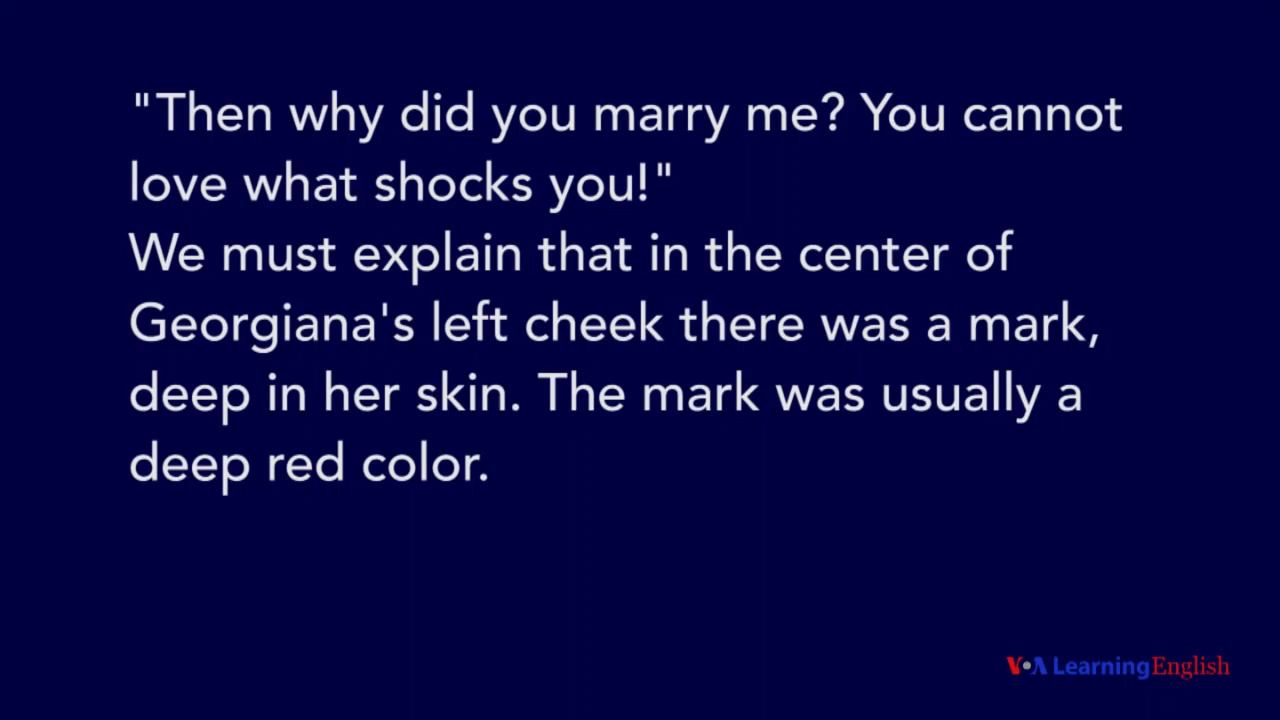 "Then why did you marry me? You cannot
love what shocks you!"
We must explain that in the center of
Georgiana's left cheek there was a mark,
deep in her skin. The mark was usually a
deep red color.
VOA LearningEnglish